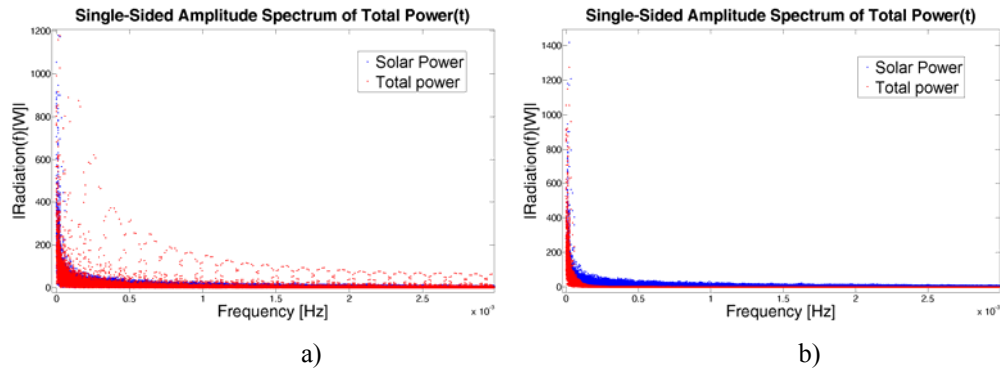 Single-Sided Amplitude Spectrum of Total Power(t)
1200
1000
800
600
400
200
0
|Radiation(f)[W]|
Solar Power
Total power
0
0.5
1
1.5
2
2.5
x 10⁻³
Frequency [Hz]
a)
Single-Sided Amplitude Spectrum of Total Power(t)
1400
1200
1000
800
600
400
200
0
|Radiation(f)[W]|
Solar Power
Total power
0
0.5
1
1.5
2
2.5
x 10⁻³
Frequency [Hz]
b)